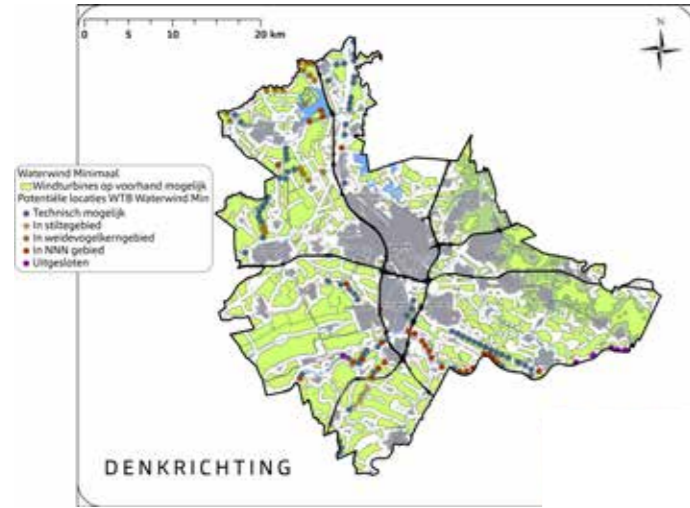 0 5 10 20 km
N
Waterwind Minimaal
Windturbines op voorhand mogelijk
Potentiële locaties WTB Waterwind Min
Technisch mogelijk
In stiltegebied
In weidevogelkerngebied
in NNN gebied
Uitgesloten
DENKRICHTING